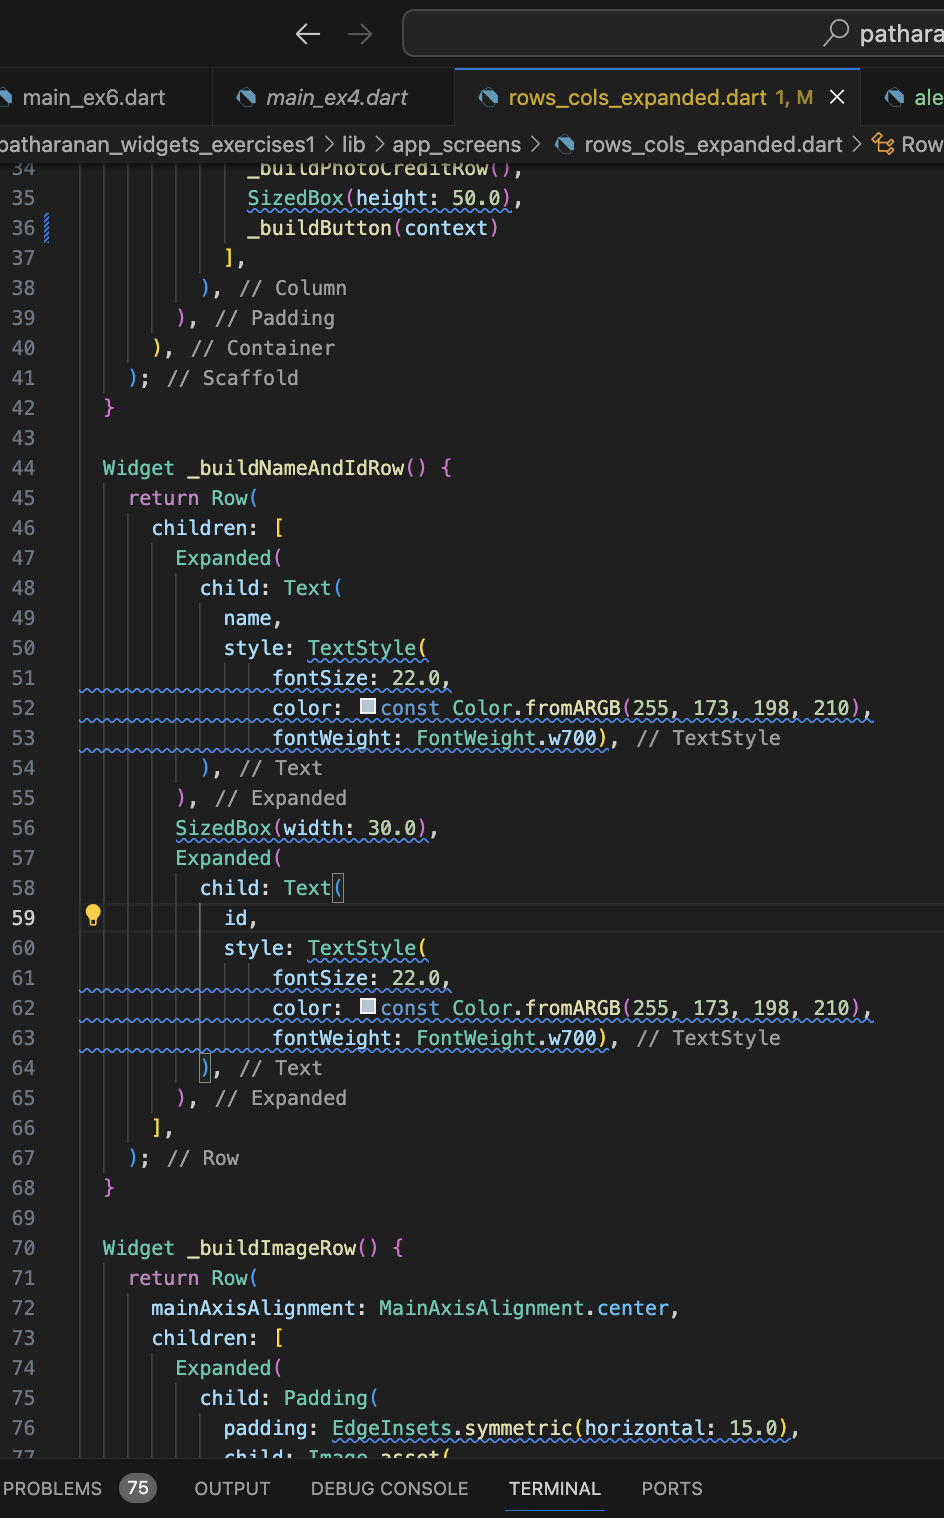 pathara
main_ex6.dart
main_ex4.dart
rows_cols_expanded.dart 1, M
ale
patharanan_widgets_exercises1 > lib > app_screens > rows_cols_expanded.dart > Row
34 _buildPhotoCreditRow(),
35 SizedBox(height: 50.0),
36 _buildButton(context)
37 ],
38 ), // Column
39 ), // Padding
40 ), // Container
41 ); // Scaffold
42 }
43
44 Widget _buildNameAndIdRow() {
45 return Row(
46 children: [
47 Expanded(
48 child: Text(
49 name,
50 style: TextStyle(
51 fontSize: 22.0,
52 color: const Color.fromARGB(255, 173, 198, 210),
53 fontWeight: FontWeight.w700), // TextStyle
54 ), // Text
55 ), // Expanded
56 SizedBox(width: 30.0),
57 Expanded(
58 child: Text(
59 id,
60 style: TextStyle(
61 fontSize: 22.0,
62 color: const Color.fromARGB(255, 173, 198, 210),
63 fontWeight: FontWeight.w700), // TextStyle
64 ), // Text
65 ), // Expanded
66 ],
67 ); // Row
68 }
69
70 Widget _buildImageRow() {
71 return Row(
72 mainAxisAlignment: MainAxisAlignment.center,
73 children: [
74 Expanded(
75 child: Padding(
76 padding: EdgeInsets.symmetric(horizontal: 15.0),
77 child: Image.asset(
PROBLEMS 75 OUTPUT DEBUG CONSOLE TERMINAL PORTS